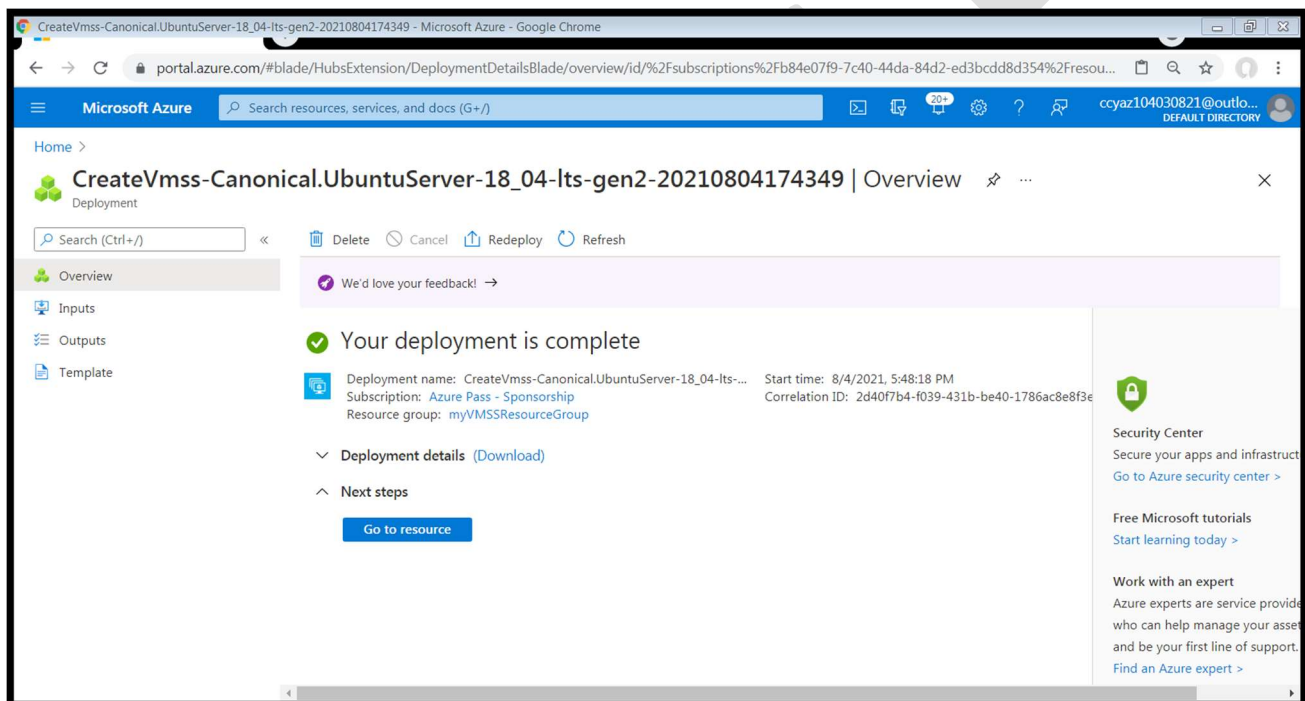 CreateVmss-Canonical.UbuntuServer-18_04-lts-gen2-20210804174349 - Microsoft Azure - Google Chrome
portal.azure.com/#blade/HubsExtension/DeploymentDetailsBlade/overview/id/%2Fsubscriptions%2Fb84e07f9-7c40-44da-84d2-ed3bcdd8d354%2Fresou...
Microsoft Azure
Search resources, services, and docs (G+/)
20+
ccyaz104030821@outlo...
DEFAULT DIRECTORY
Home >
CreateVmss-Canonical.UbuntuServer-18_04-lts-gen2-20210804174349 | Overview ...
Deployment
Search (Ctrl+/) «
Delete Cancel Redeploy Refresh
Overview
Inputs
Outputs
Template
We'd love your feedback! →
Your deployment is complete
Deployment name: CreateVmss-Canonical.UbuntuServer-18_04-lts-...
Subscription: Azure Pass - Sponsorship
Resource group: myVMSSResourceGroup
Start time: 8/4/2021, 5:48:18 PM
Correlation ID: 2d40f7b4-f039-431b-be40-1786ac8e8f3e
Deployment details (Download)
Next steps
Go to resource
Security Center
Secure your apps and infrastruct
Go to Azure security center >
Free Microsoft tutorials
Start learning today >
Work with an expert
Azure experts are service provide
who can help manage your asset
and be your first line of support.
Find an Azure expert >